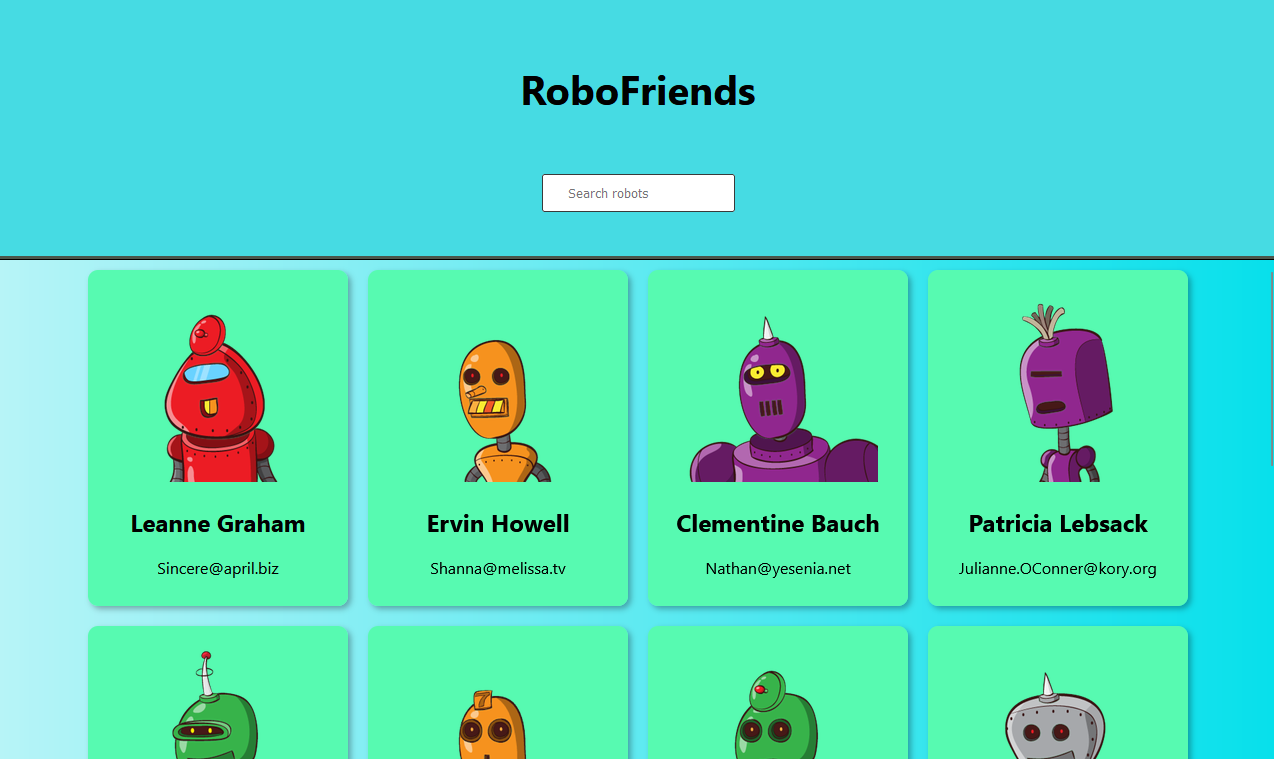 RoboFriends
Search robots
Leanne Graham
Ervin Howell
Clementine Bauch
Patricia Lebsack
Sincere@april.biz
Shanna@melissa.tv
Nathan@yesenia.net
Julianne.OConner@kory.org